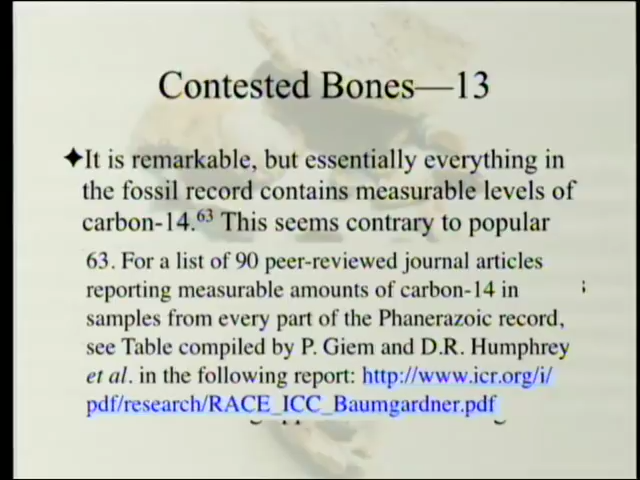 Contested Bones—13
✦It is remarkable, but essentially everything in
the fossil record contains measurable levels of
carbon-14.63 This seems contrary to popular
63. For a list of 90 peer-reviewed journal articles
reporting measurable amounts of carbon-14 in
samples from every part of the Phanerazoic record,
see Table compiled by P. Giem and D.R. Humphrey
et al. in the following report: http://www.icr.org/i/
pdf/research/RACE_ICC_Baumgardner.pdf